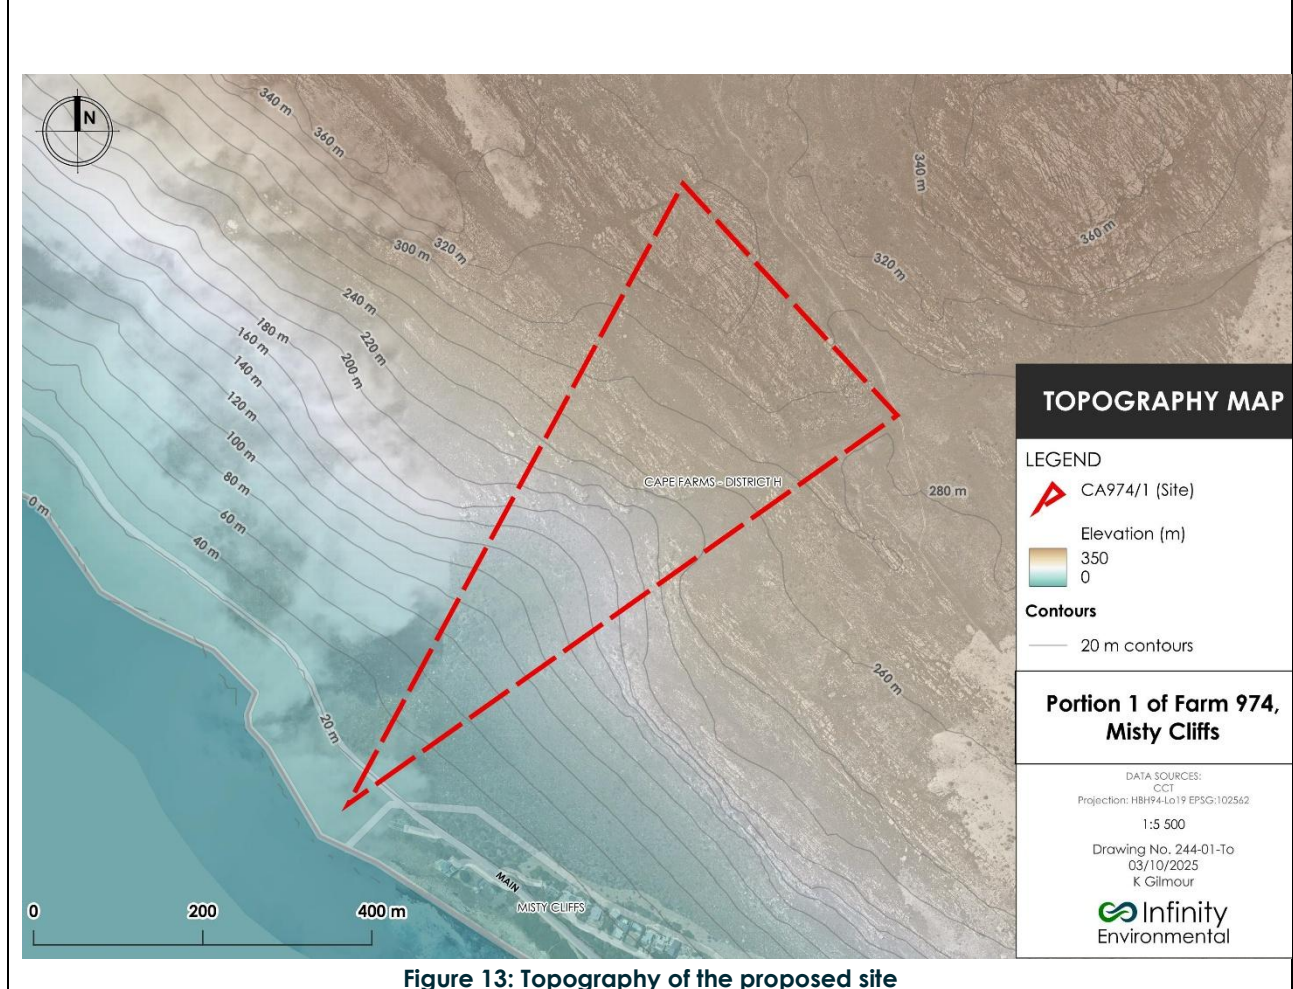 N
340 m
360 m
340 m
360 m
300 m
320 m
320 m
240 m
180 m
160 m
220 m
140 m
200 m
120 m
100 m
80 m
60 m
40 m
0 m
20 m
CAPE FARMS - DISTRICT H
280 m
260 m
MAIN
MISTY CLIFFS
0
200
400 m
TOPOGRAPHY MAP
LEGEND
CA974/1 (Site)
Elevation (m)
350
0
Contours
20 m contours
Portion 1 of Farm 974,
Misty Cliffs
DATA SOURCES:
CCT
Projection: HBH94-Lo19 EPSG:102562
1:5 500
Drawing No. 244-01-To
03/10/2025
K Gilmour
Infinity
Environmental
Figure 13: Topography of the proposed site